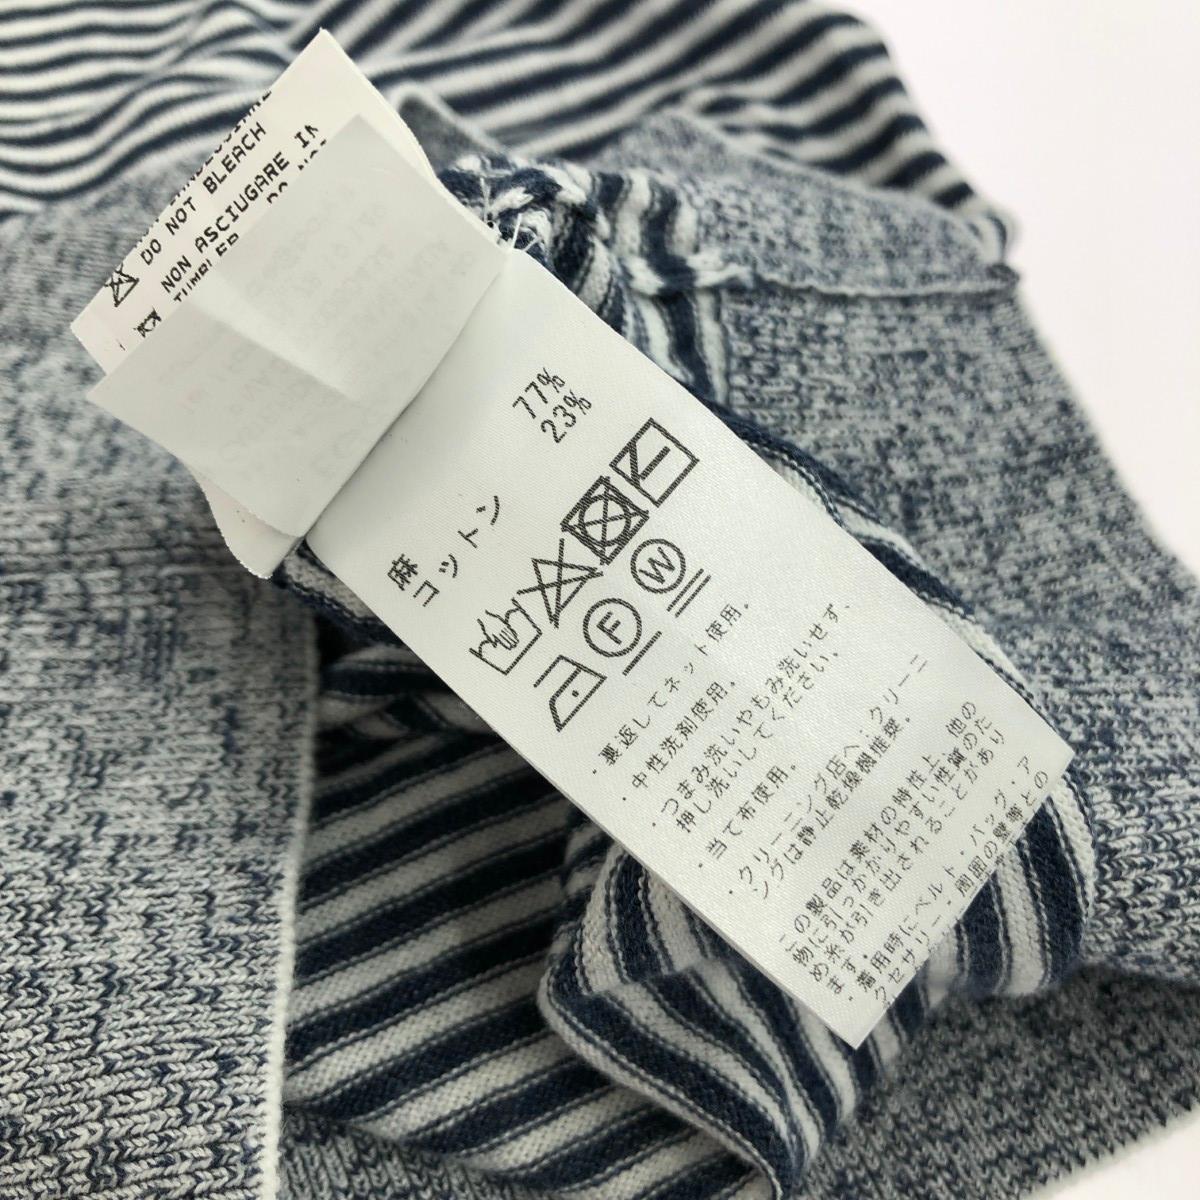 DO NOT BLEACH
NON ASCIUGARE IN
TUMBLER
麻 77%
コットン 23%
F
W
・裏返してネット使用。
・中性洗剤使用。
・つまみ洗いやもみ洗いせず、
押し洗いしてください。
・当て布使用。
・クリーニング店へ：クリーニ
ングは静止乾燥機推奨。
この製品は素材の特性上、他の
物に引っかかりやすい性質のた
め糸が引き出されることがあり
ます。
・着用時にベルト・バッグ・ア
クセサリー・周囲の壁等との